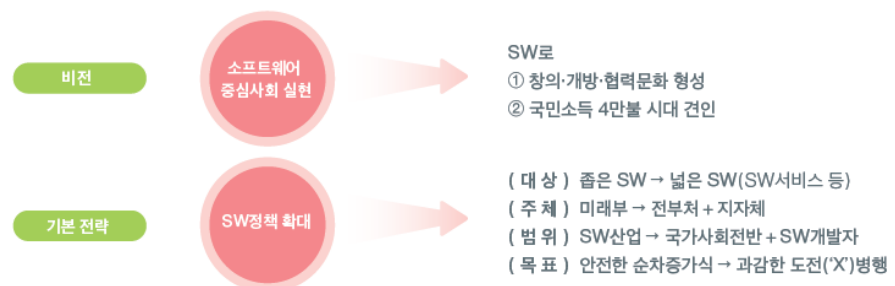 비전
소프트웨어
중심사회 실현
SW로
① 창의·개방·협력문화 형성
② 국민소득 4만불 시대 견인
기본 전략
SW정책 확대
( 대 상 ) 좁은 SW → 넓은 SW(SW서비스 등)
( 주 체 ) 미래부 → 전부처 + 지자체
( 범 위 ) SW산업 → 국가사회전반 + SW개발자
( 목 표 ) 안전한 순차증가식 → 과감한 도전('X')병행